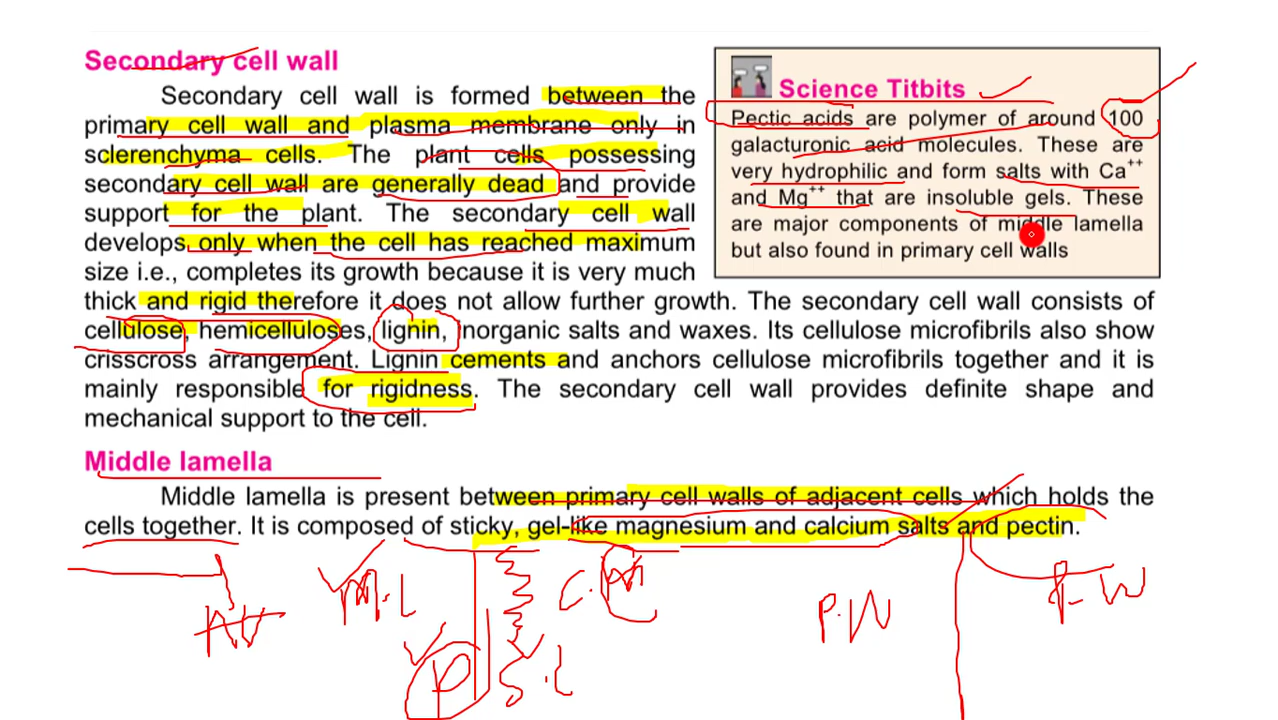 Secondary cell wall
Secondary cell wall is formed between the
primary cell wall and plasma membrane only in
sclerenchyma cells. The plant cells possessing
secondary cell wall are generally dead and provide
support for the plant. The secondary cell wall
develops only when the cell has reached maximum
size i.e., completes its growth because it is very much
thick and rigid therefore it does not allow further growth. The secondary cell wall consists of
cellulose, hemicelluloses, lignin, inorganic salts and waxes. Its cellulose microfibrils also show
crisscross arrangement. Lignin cements and anchors cellulose microfibrils together and it is
mainly responsible for rigidness. The secondary cell wall provides definite shape and
mechanical support to the cell.
Science Titbits
Pectic acids are polymer of around 100
galacturonic acid molecules. These are
very hydrophilic and form salts with Ca++
and Mg++ that are insoluble gels. These
are major components of middle lamella
but also found in primary cell walls
Middle lamella
Middle lamella is present between primary cell walls of adjacent cells which holds the
cells together. It is composed of sticky, gel-like magnesium and calcium salts and pectin.
M.L
P
S.L
P.W
P.W